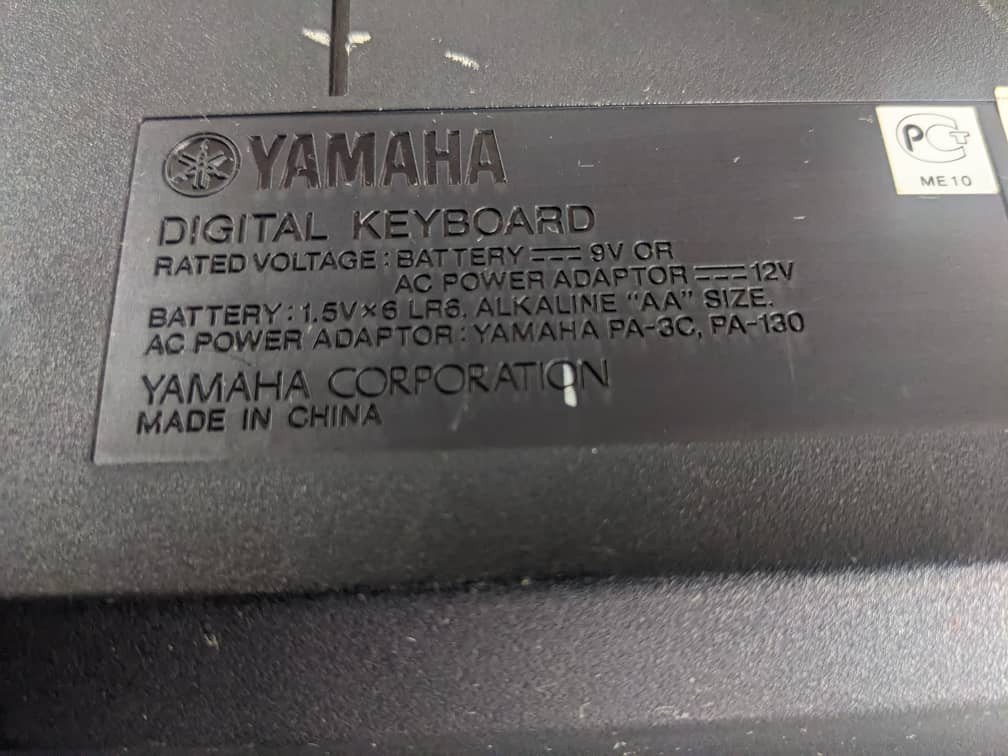 YAMAHA
DIGITAL KEYBOARD
RATED VOLTAGE : BATTERY ⎓ 9V OR
AC POWER ADAPTOR ⎓ 12V
BATTERY : 1.5V×6 LR6. ALKALINE "AA" SIZE.
AC POWER ADAPTOR : YAMAHA PA-3C, PA-130
YAMAHA CORPORATION
MADE IN CHINA
РСТ
ME10